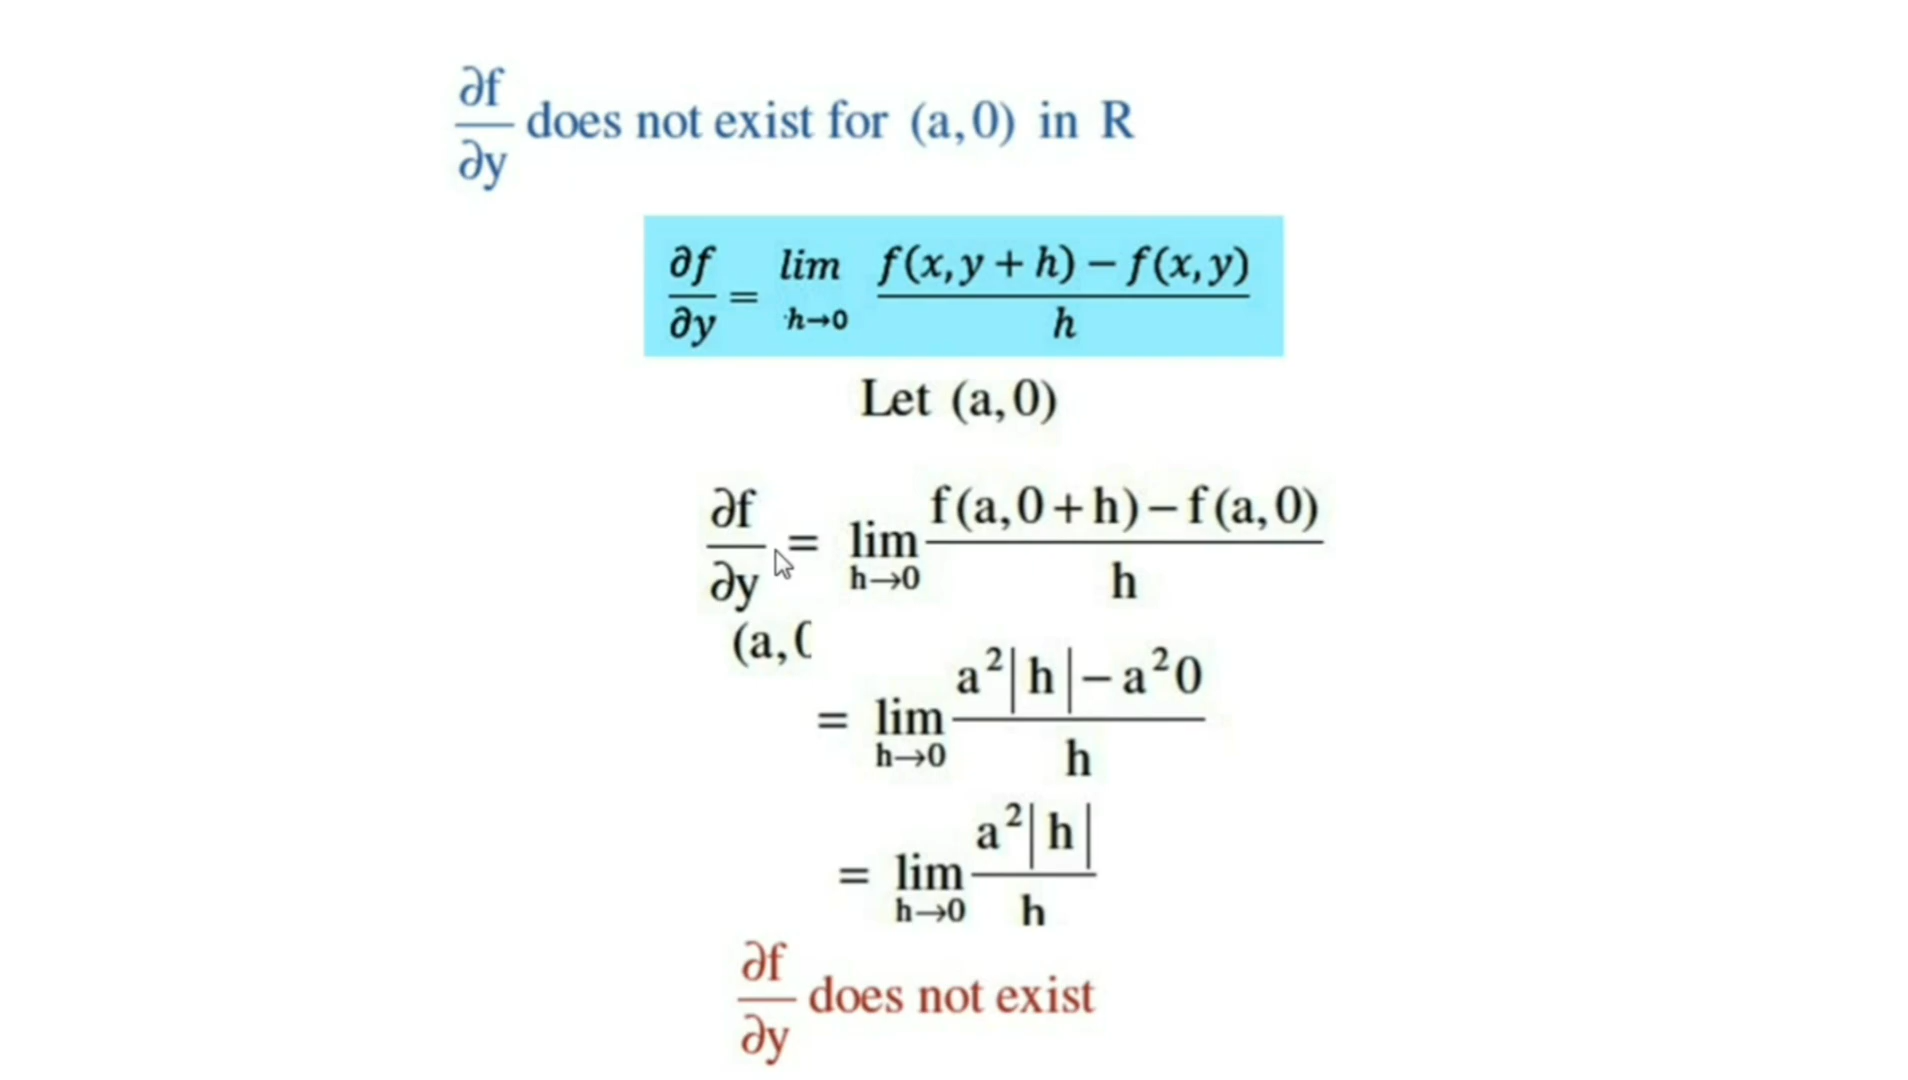 ∂f/∂y does not exist for (a,0) in R
∂f/∂y = lim h→0 f(x,y+h)−f(x,y)/h
Let (a,0)
∂f/∂y = lim h→0 f(a,0+h)−f(a,0)/h
(a,0
= lim h→0 a²|h|−a²0/h
= lim h→0 a²|h|/h
∂f/∂y does not exist